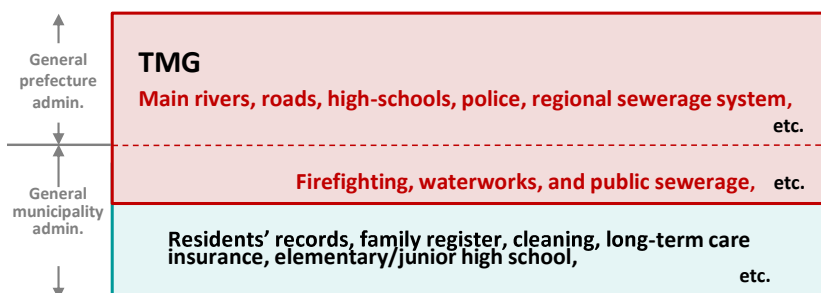 General
prefecture
admin.
TMG
Main rivers, roads, high-schools, police, regional sewerage system,
etc.
General
municipality
admin.
Firefighting, waterworks, and public sewerage, etc.
Residents' records, family register, cleaning, long-term care
insurance, elementary/junior high school,
etc.